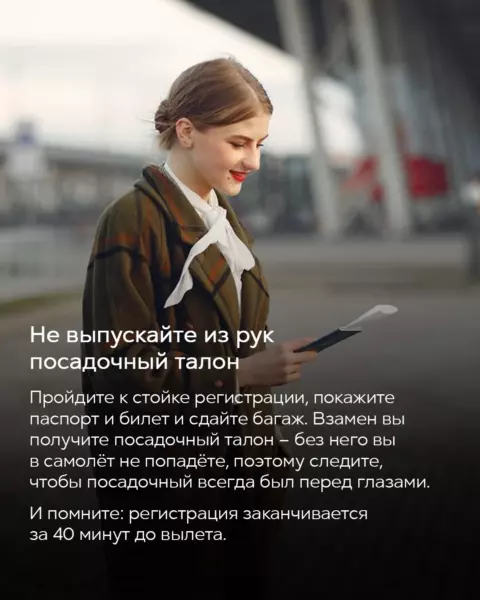 Не выпускайте из рук
посадочный талон
Пройдите к стойке регистрации, покажите
паспорт и билет и сдайте багаж. Взамен вы
получите посадочный талон – без него вы
в самолёт не попадёте, поэтому следите,
чтобы посадочный всегда был перед глазами.
И помните: регистрация заканчивается
за 40 минут до вылета.